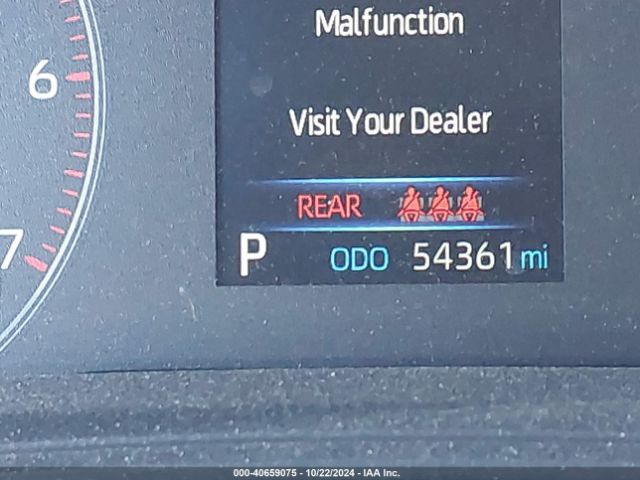 Malfunction
6
Visit Your Dealer
REAR
7
P ODO 54361 mi
000-40659075 - 10/22/2024 - IAA Inc.